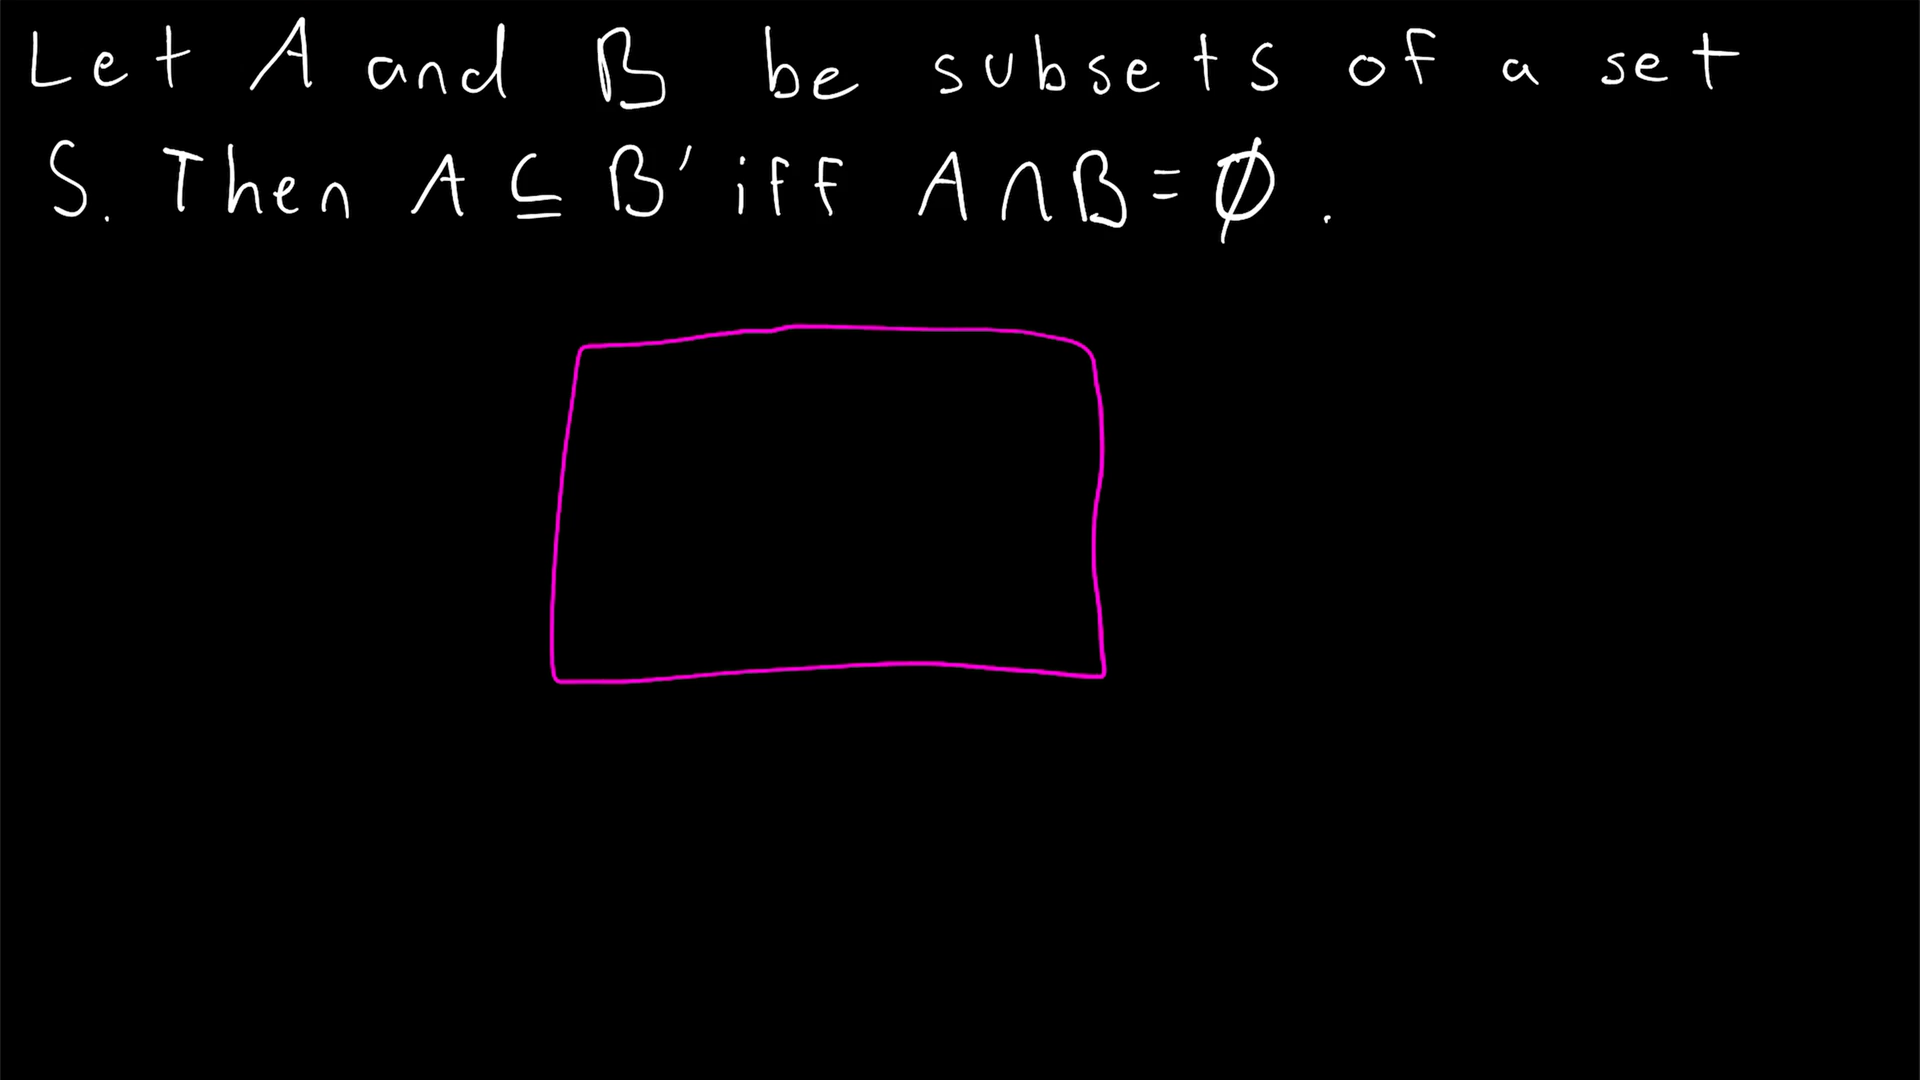 Let A and B be subsets of a set
S. Then A ⊆ B' iff A∩B=∅.